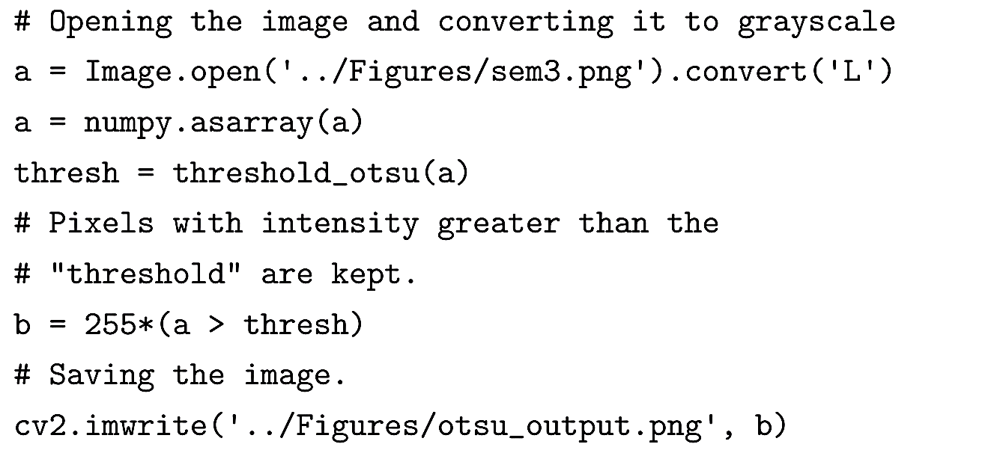 # Opening the image and converting it to grayscale
a = Image.open('../Figures/sem3.png').convert('L')
a = numpy.asarray(a)
thresh = threshold_otsu(a)
# Pixels with intensity greater than the
# "threshold" are kept.
b = 255*(a > thresh)
# Saving the image.
cv2.imwrite('../Figures/otsu_output.png', b)